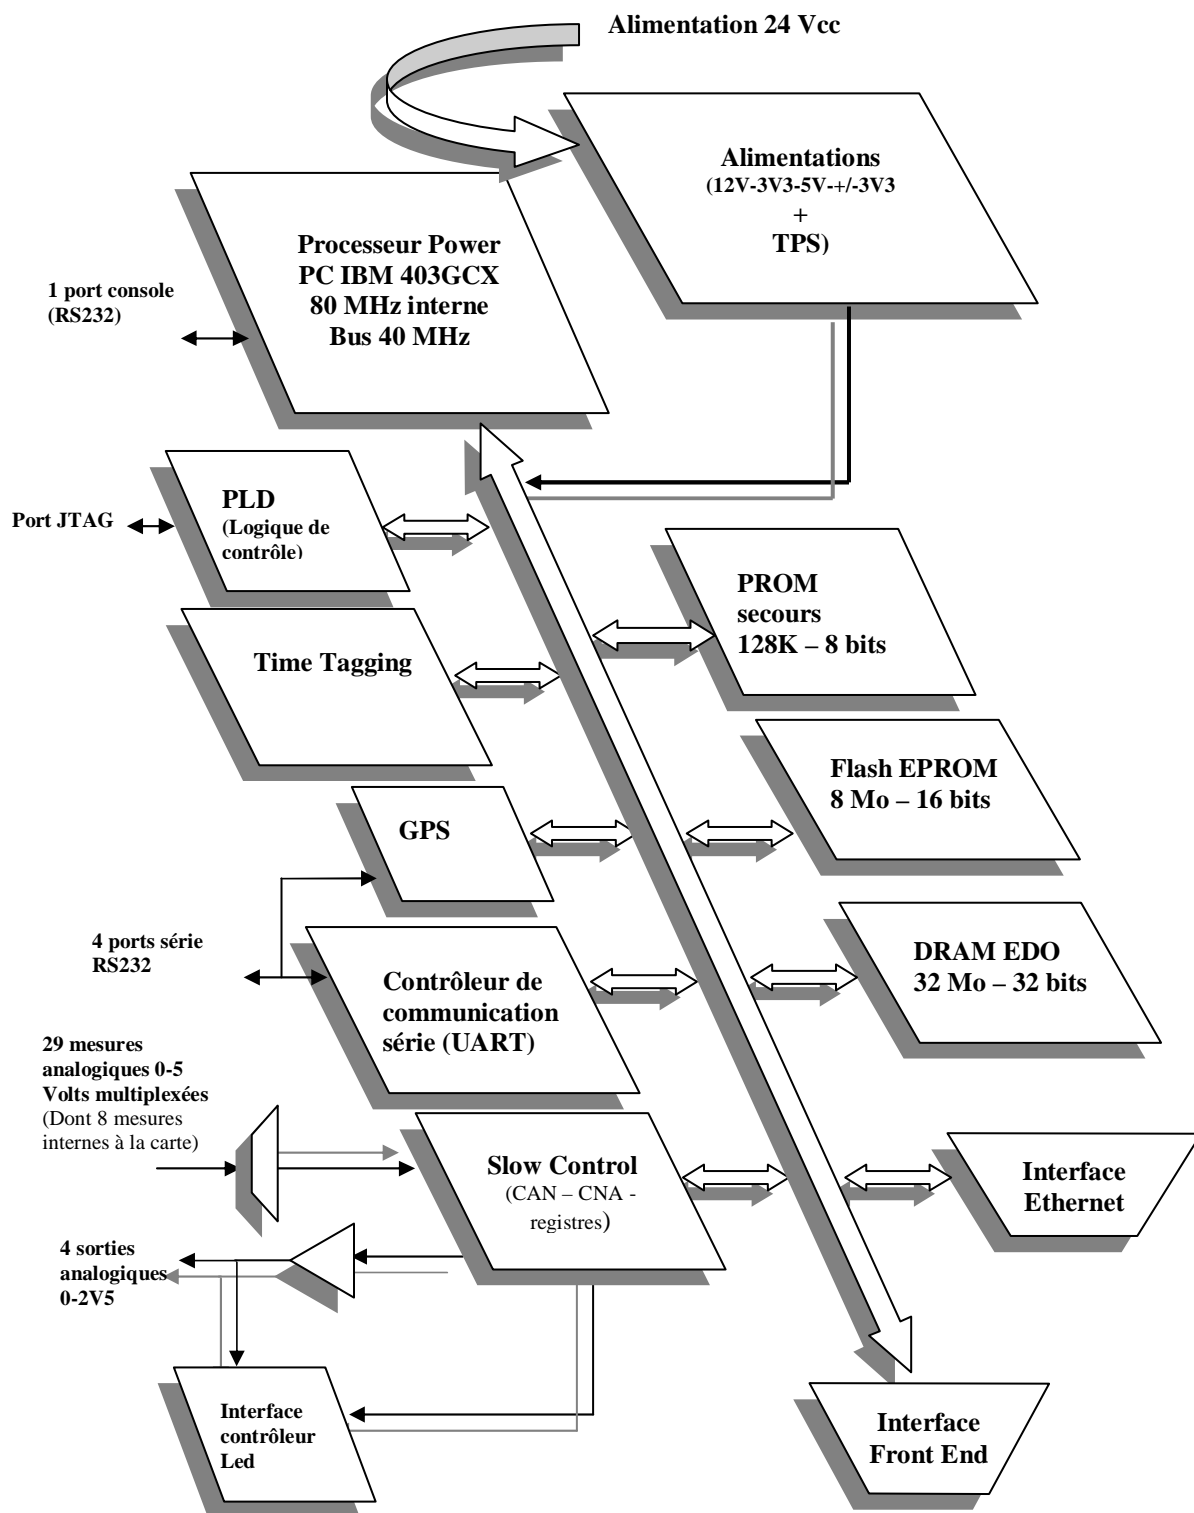 Alimentation 24 Vcc
Alimentations
(12V-3V3-5V-+/-3V3
+
TPS)
Processeur Power
PC IBM 403GCX
80 MHz interne
Bus 40 MHz
1 port console
(RS232)
PLD
(Logique de
contrôle)
Port JTAG
PROM
secours
128K – 8 bits
Time Tagging
Flash EPROM
8 Mo – 16 bits
GPS
4 ports série
RS232
DRAM EDO
32 Mo – 32 bits
Contrôleur de
communication
série (UART)
29 mesures
analogiques 0-5
Volts multiplexées
(Dont 8 mesures
internes à la carte)
Slow Control
(CAN – CNA -
registres)
Interface
Ethernet
4 sorties
analogiques
0-2V5
Interface
contrôleur
Led
Interface
Front End